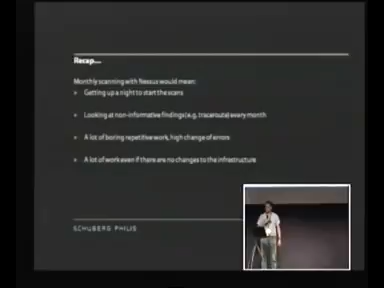 Recap...
Monthly scanning with Nessus would mean:
> Getting up a night to start the scans
> Looking at non-informative findings (e.g. traceroute) every month
> A lot of boring repetitive work, high change of errors
> A lot of work even if there are no changes to the infrastructure
SCHUBERG PHILIS